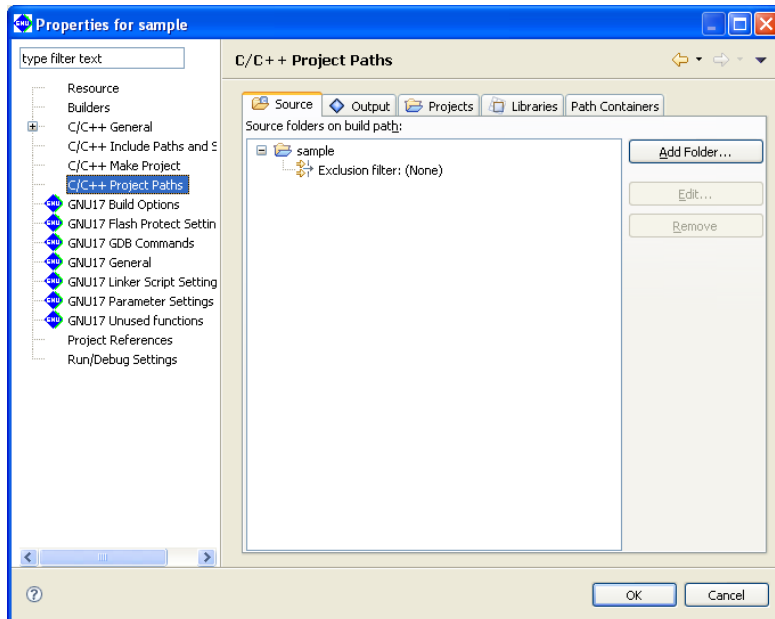 Properties for sample
type filter text
Resource
Builders
C/C++ General
C/C++ Include Paths and S
C/C++ Make Project
C/C++ Project Paths
GNU17 Build Options
GNU17 Flash Protect Settin
GNU17 GDB Commands
GNU17 General
GNU17 Linker Script Setting
GNU17 Parameter Settings
GNU17 Unused functions
Project References
Run/Debug Settings
C/C++ Project Paths
Source Output Projects Libraries Path Containers
Source folders on build path:
sample
Exclusion filter: (None)
Add Folder...
Edit...
Remove
OK Cancel